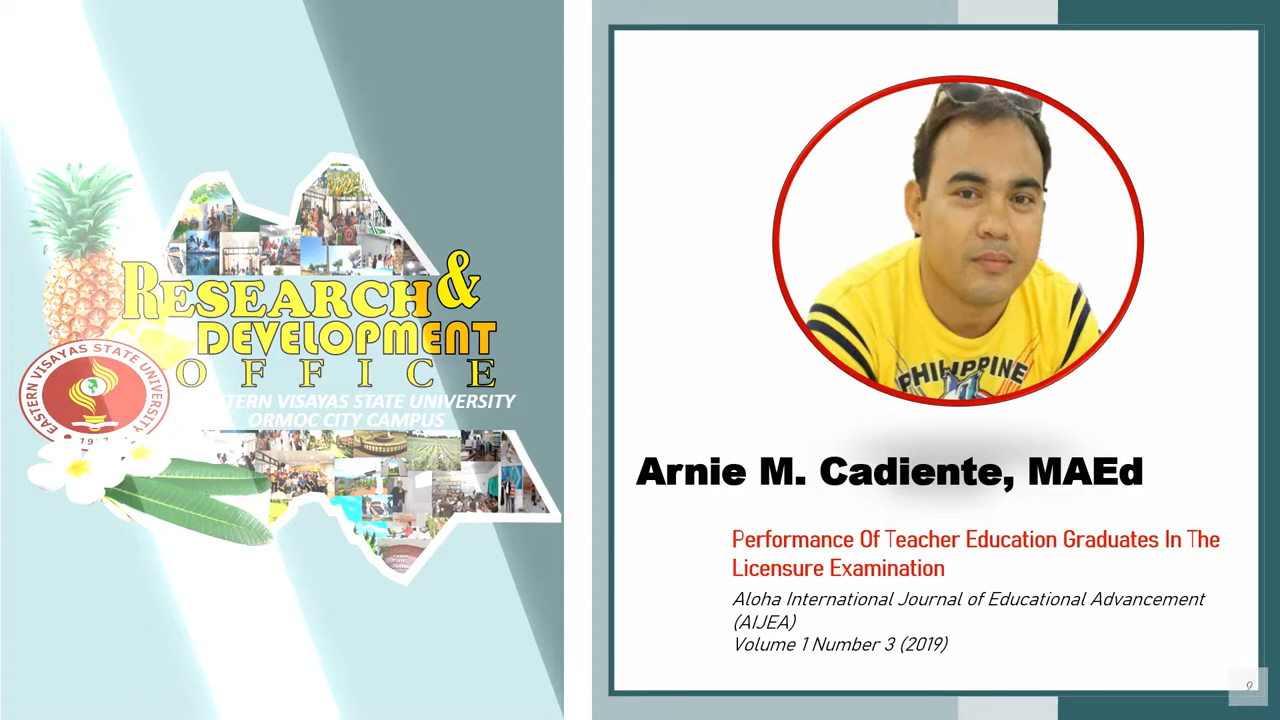 RESEARCH &
DEVELOPMENT
OFFICE
EASTERN VISAYAS STATE UNIVERSITY
TERN VISAYAS STATE UNIVERSITY
ORMOC CITY CAMPUS
PHILIPPINE
Arnie M. Cadiente, MAEd
Performance Of Teacher Education Graduates In The
Licensure Examination
Aloha International Journal of Educational Advancement
(AIJEA)
Volume 1 Number 3 (2019)
9